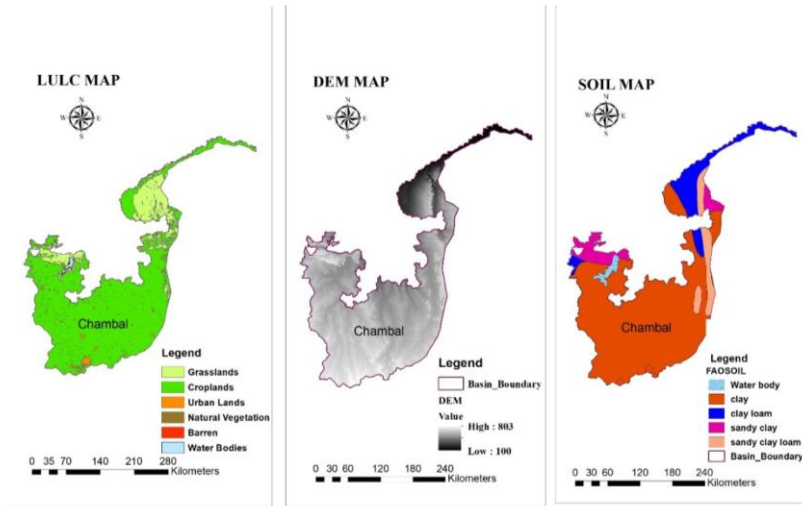 LULC MAP
N
W E
S
Chambal
Legend
Grasslands
Croplands
Urban Lands
Natural Vegetation
Barren
Water Bodies
0 35 70 140 210 280
Kilometers
DEM MAP
N
W E
S
Chambal
Legend
Basin_Boundary
DEM
Value
High : 803
Low : 100
0 30 60 120 180 240
Kilometers
SOIL MAP
N
W E
S
Chambal
Legend
FAOSOIL
Water body
clay
clay loam
sandy clay
sandy clay loam
Basin_Boundary
0 30 60 120 180 240
Kilometers